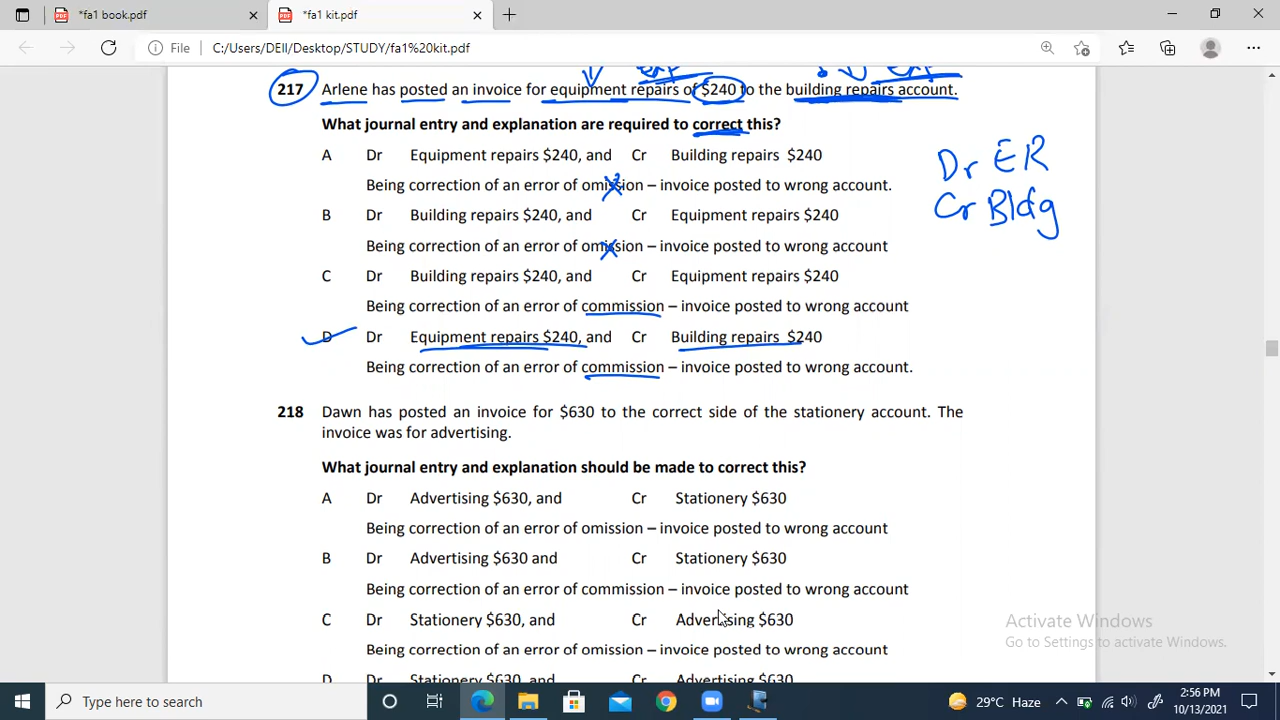 *fa1 book.pdf
*fa1 kit.pdf
File
C:/Users/DEll/Desktop/STUDY/fa1%20kit.pdf
217 Arlene has posted an invoice for equipment repairs of $240 to the building repairs account.
What journal entry and explanation are required to correct this?
A Dr Equipment repairs $240, and Cr Building repairs $240
Being correction of an error of omission – invoice posted to wrong account.
B Dr Building repairs $240, and Cr Equipment repairs $240
Being correction of an error of omission – invoice posted to wrong account
C Dr Building repairs $240, and Cr Equipment repairs $240
Being correction of an error of commission – invoice posted to wrong account
D Dr Equipment repairs $240, and Cr Building repairs $240
Being correction of an error of commission – invoice posted to wrong account.
Dr ER
Cr Bldg
218 Dawn has posted an invoice for $630 to the correct side of the stationery account. The
invoice was for advertising.
What journal entry and explanation should be made to correct this?
A Dr Advertising $630, and Cr Stationery $630
Being correction of an error of omission – invoice posted to wrong account
B Dr Advertising $630 and Cr Stationery $630
Being correction of an error of commission – invoice posted to wrong account
C Dr Stationery $630, and Cr Advertising $630
Being correction of an error of omission – invoice posted to wrong account
D Dr Stationery $630, and Cr Advertising $630
Activate Windows
Go to Settings to activate Windows.
Type here to search
29°C Haze
2:56 PM
10/13/2021